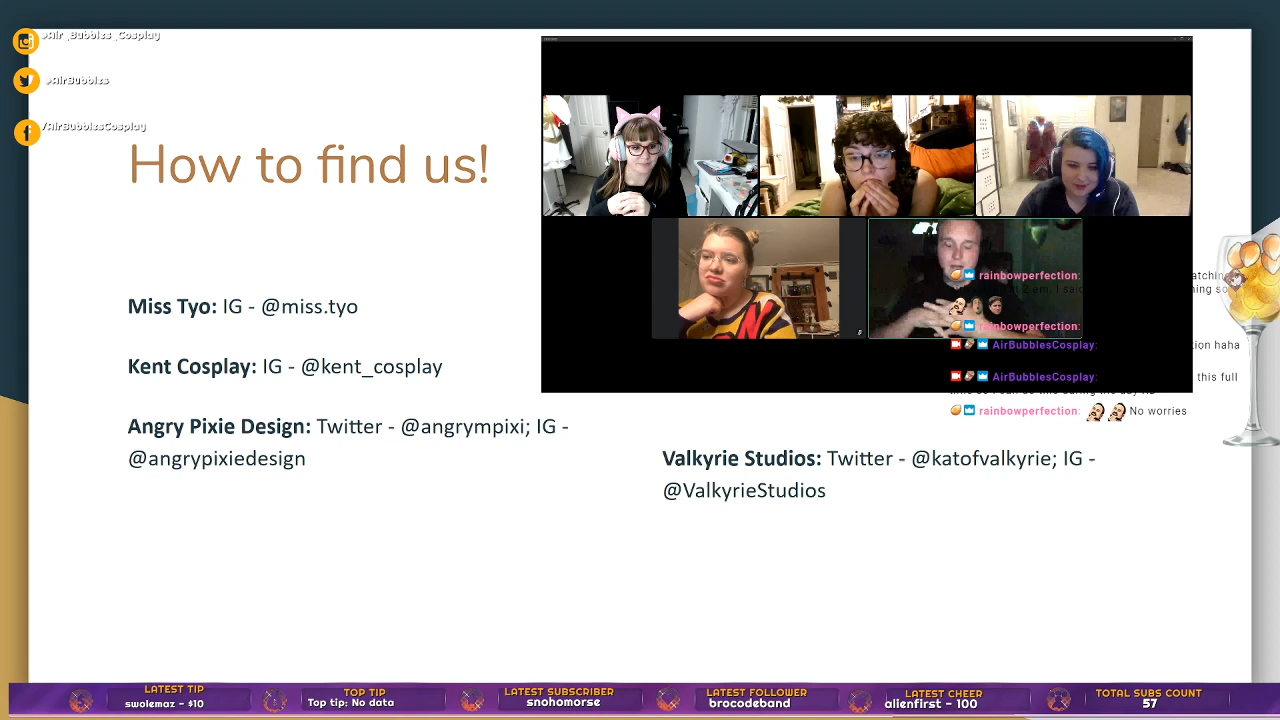 @Air_Bubbles_Cosplay
@AirBubbles
/AirBubblesCosplay
How to find us!
Miss Tyo: IG - @miss.tyo
Kent Cosplay: IG - @kent_cosplay
Angry Pixie Design: Twitter - @angrympixi; IG -
@angrypixiedesign
Valkyrie Studios: Twitter - @katofvalkyrie; IG -
@ValkyrieStudios
rainbowperfection:
rainbowperfection:
AirBubblesCosplay: haha
AirBubblesCosplay: this full
rainbowperfection: No worries
LATEST TIP
swolemaz - $10
TOP TIP
Top tip: No data
LATEST SUBSCRIBER
snohomorse
LATEST FOLLOWER
brocodeband
LATEST CHEER
alienfirst - 100
TOTAL SUBS COUNT
57